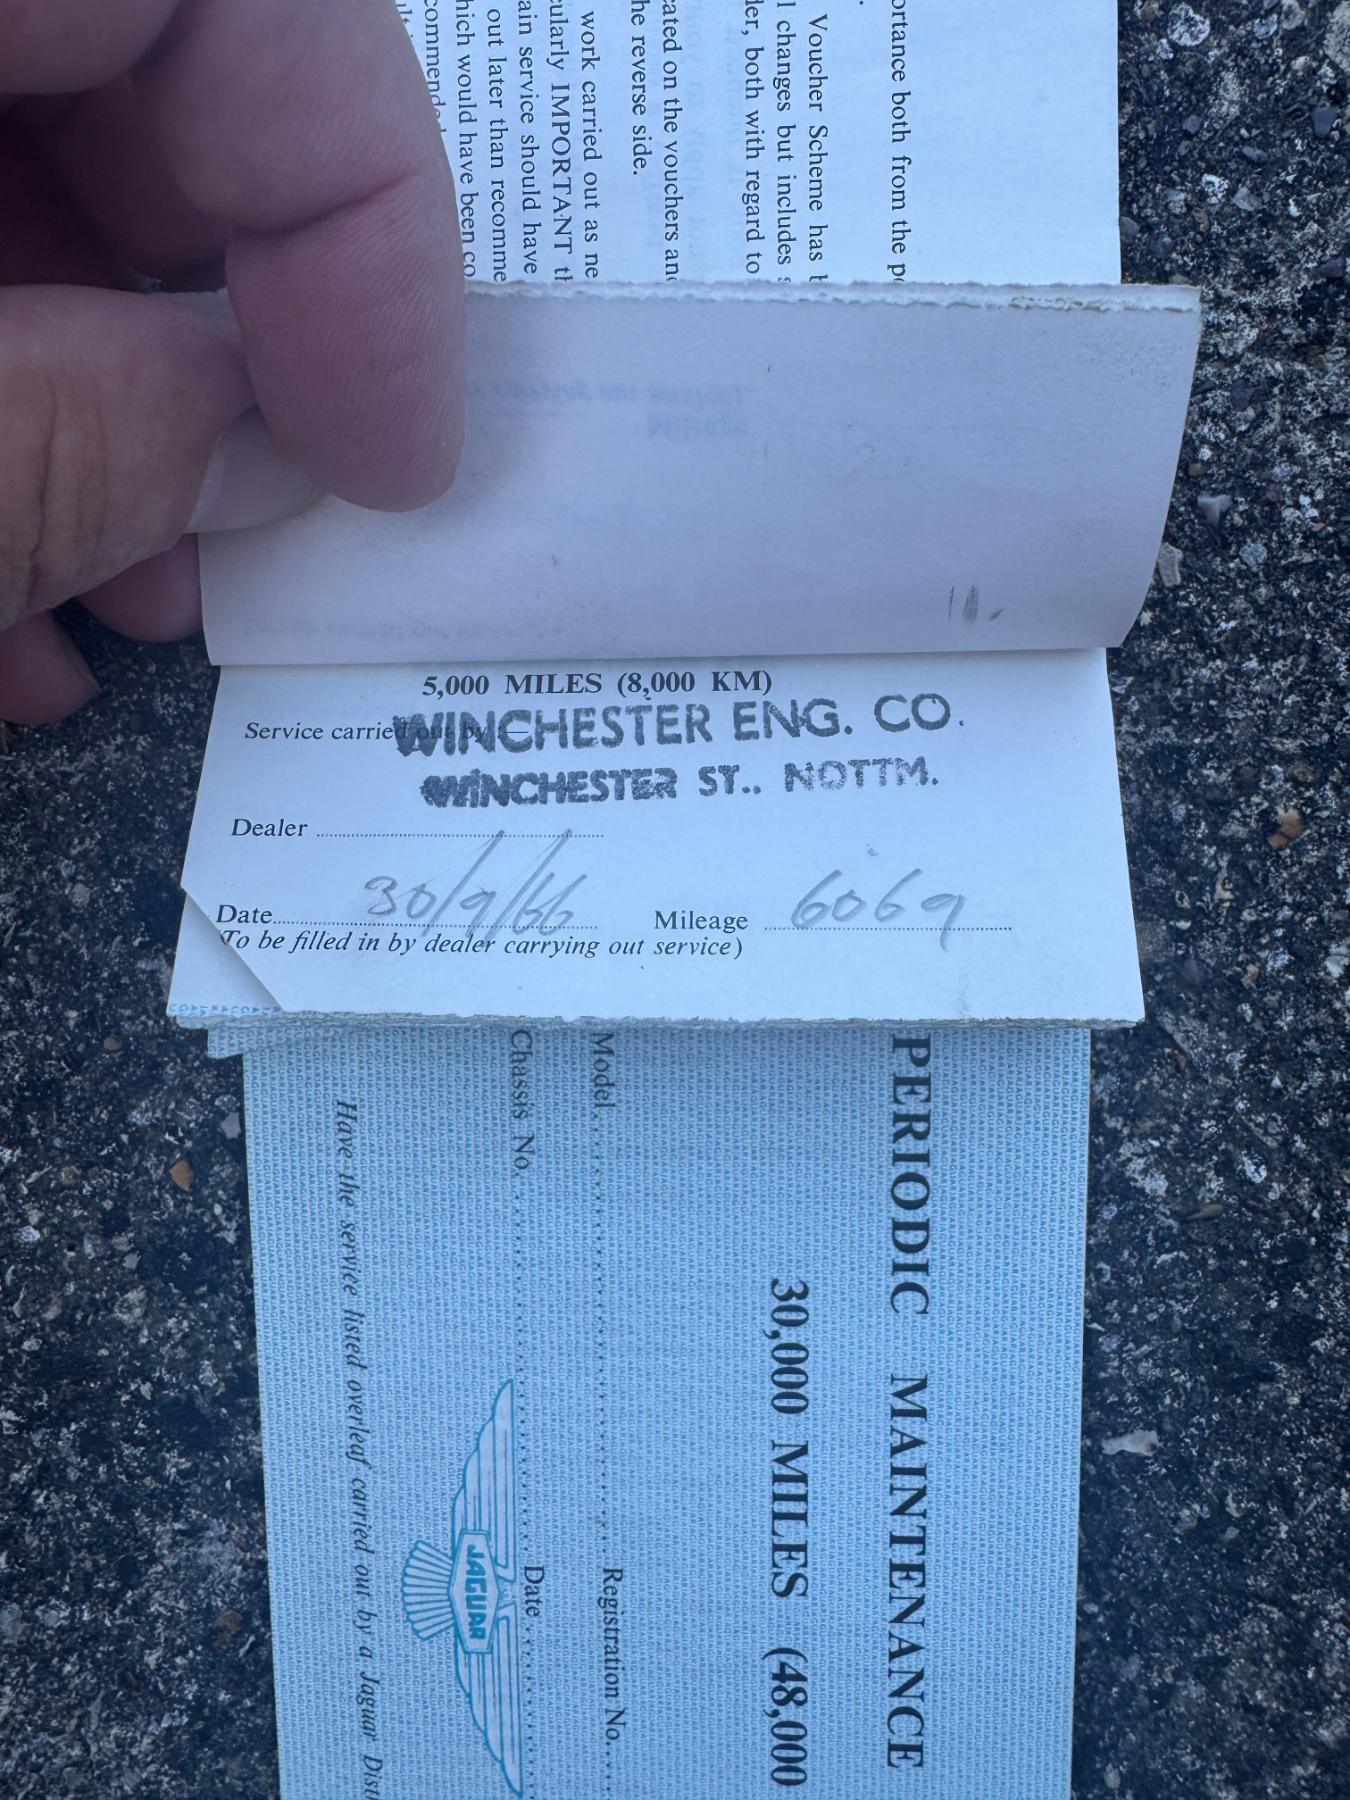 ortance both from the
Voucher Scheme has
l changes but includes
der, both with regard to
cated on the vouchers and
he reverse side.
work carried out as ne
cularly IMPORTANT th
ain service should have
out later than recomme
hich would have been co
commended
5,000 MILES (8,000 KM)
Service carried out by —
WINCHESTER ENG. CO.
WINCHESTER ST., NOTTM.
Dealer
Date 30/9/66 Mileage 6069
(To be filled in by dealer carrying out service)
PERIODIC MAINTENANCE
30,000 MILES (48,000
Model Registration No.
Chassis No. Date
JAGUAR
Have the service listed overleaf carried out by a Jaguar Dist